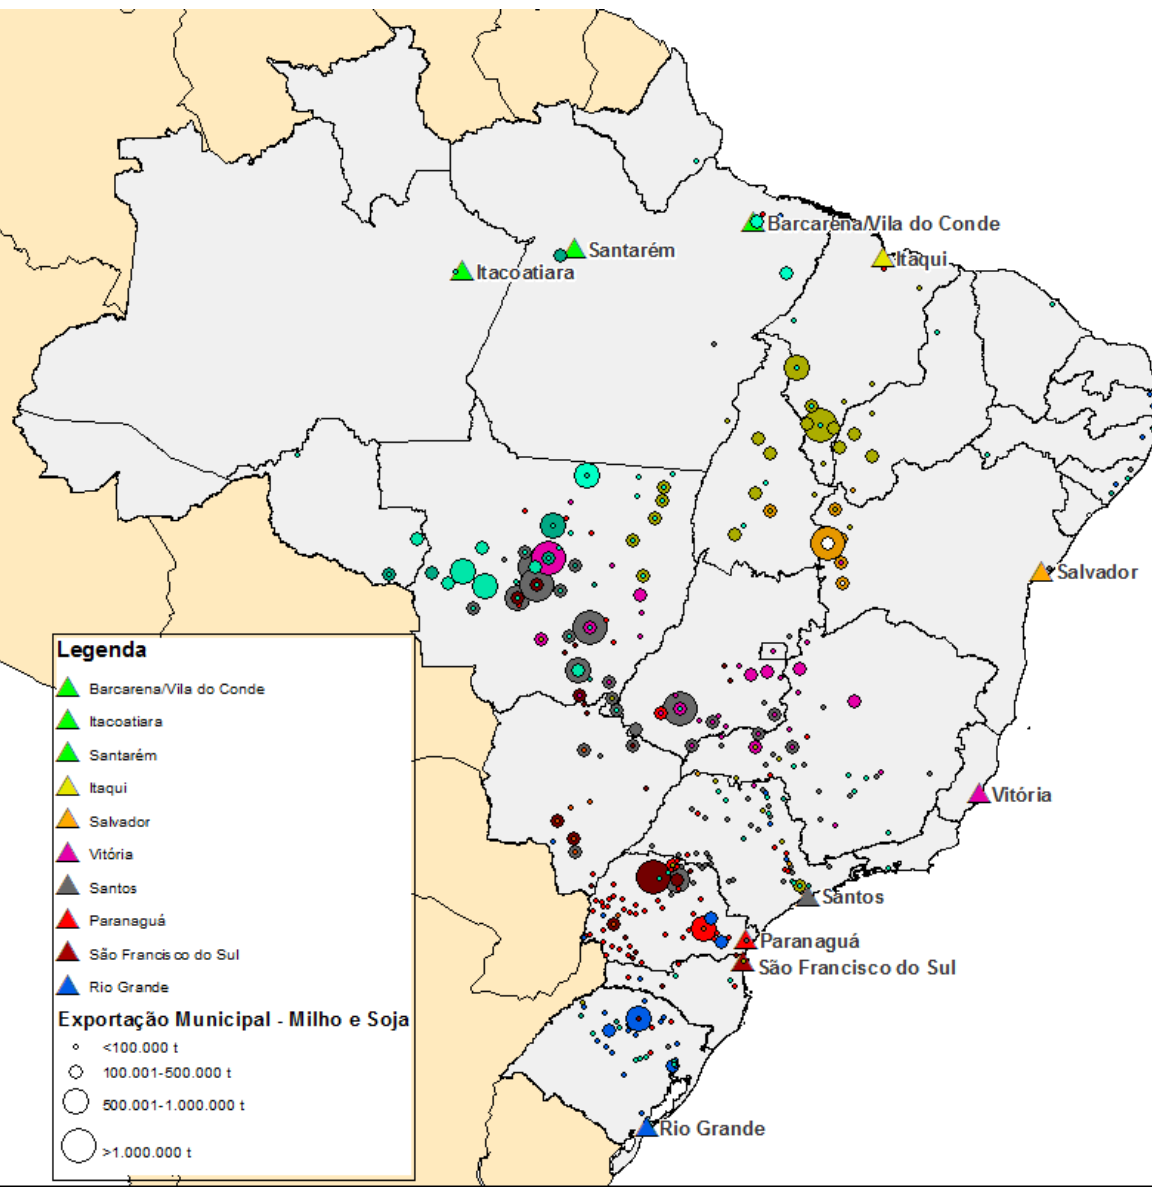 Barcarena/Vila do Conde
Santarém
Itaqui
Itacoatiara
Salvador
Legenda
Barcarena/Vila do Conde
Itacoatiara
Santarém
Itaqui
Salvador
Vitória
Santos
Paranaguá
São Francisco do Sul
Rio Grande
Exportação Municipal - Milho e Soja
<100.000 t
100.001-500.000 t
500.001-1.000.000 t
>1.000.000 t
Vitória
Santos
Paranaguá
São Francisco do Sul
Rio Grande